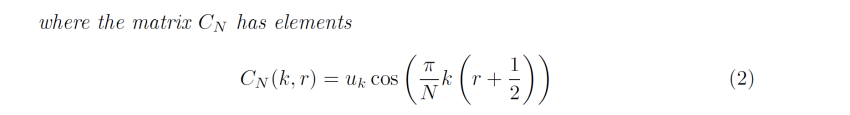 where the matrix C_N has elements
C_N(k, r) = u_k cos ( π/N k ( r + 1/2 ) ) (2)